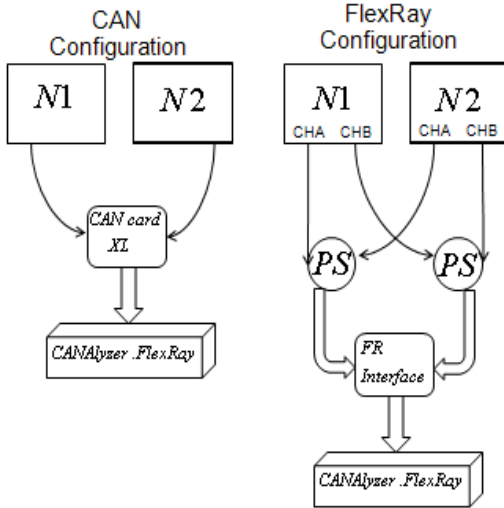 CAN
Configuration
N1
N2
CAN card
XL
CANAlyzer .FlexRay
FlexRay
Configuration
N1
CHA CHB
N2
CHA CHB
PS
PS
FR
Interface
CANAlyzer .FlexRay